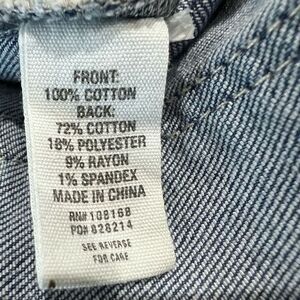 FRONT:
100% COTTON
BACK:
72% COTTON
18% POLYESTER
9% RAYON
1% SPANDEX
MADE IN CHINA
RN# 108168
PO# 828214
SEE REVERSE
FOR CARE